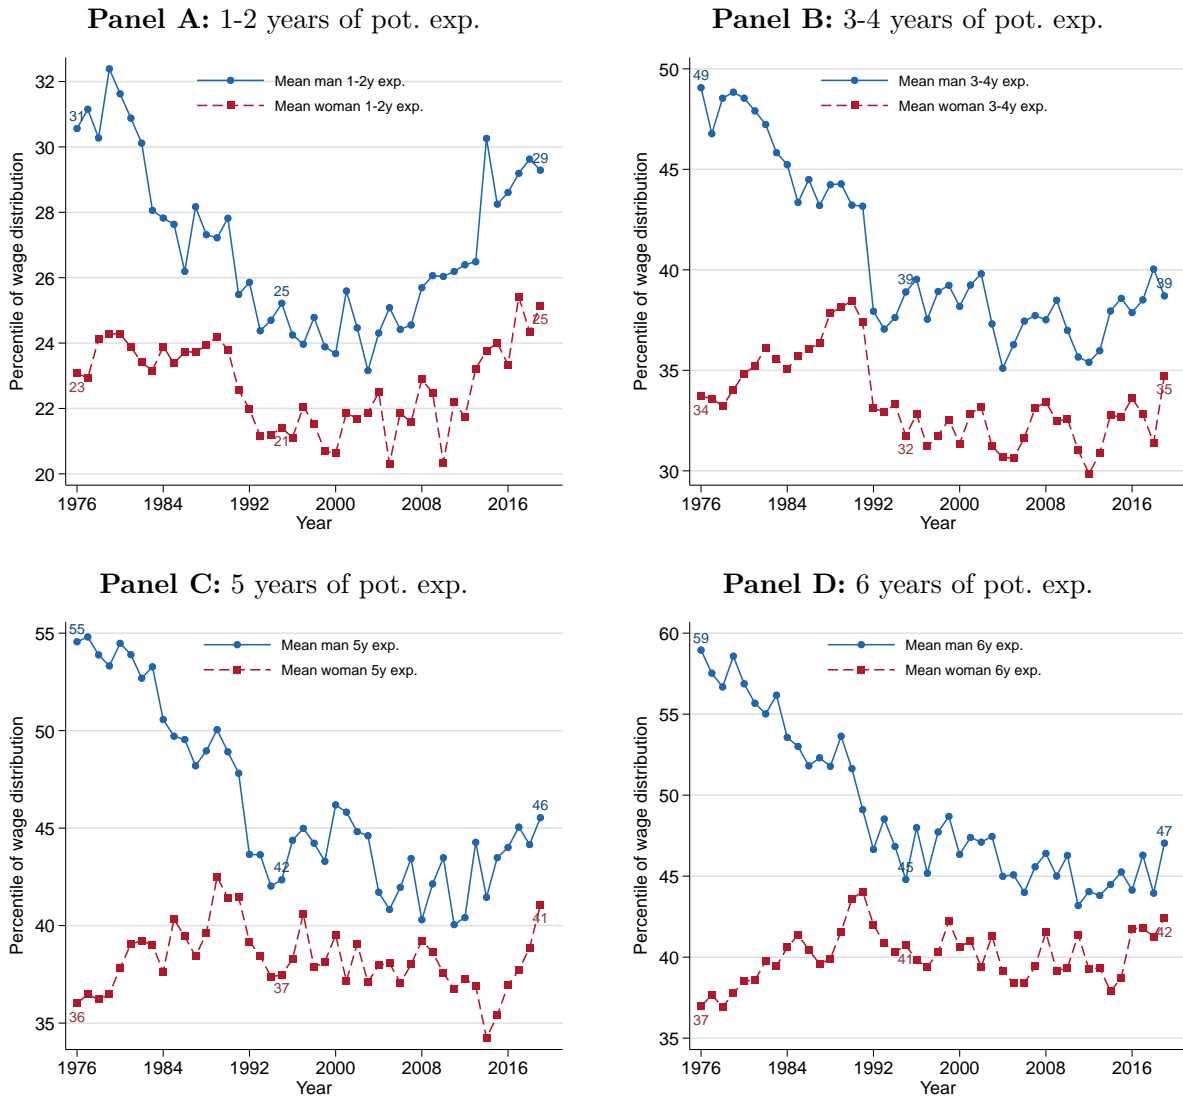 Panel A: 1-2 years of pot. exp.
Percentile of wage distribution
32
30
28
26
24
22
20
Mean man 1-2y exp.
Mean woman 1-2y exp.
31
25
29
23
21
25
1976 1984 1992 2000 2008 2016
Year
Panel B: 3-4 years of pot. exp.
Percentile of wage distribution
50
45
40
35
30
Mean man 3-4y exp.
Mean woman 3-4y exp.
49
39
39
34
32
35
1976 1984 1992 2000 2008 2016
Year
Panel C: 5 years of pot. exp.
Percentile of wage distribution
55
50
45
40
35
Mean man 5y exp.
Mean woman 5y exp.
55
42
46
36
37
41
1976 1984 1992 2000 2008 2016
Year
Panel D: 6 years of pot. exp.
Percentile of wage distribution
60
55
50
45
40
35
Mean man 6y exp.
Mean woman 6y exp.
59
45
47
37
41
42
1976 1984 1992 2000 2008 2016
Year